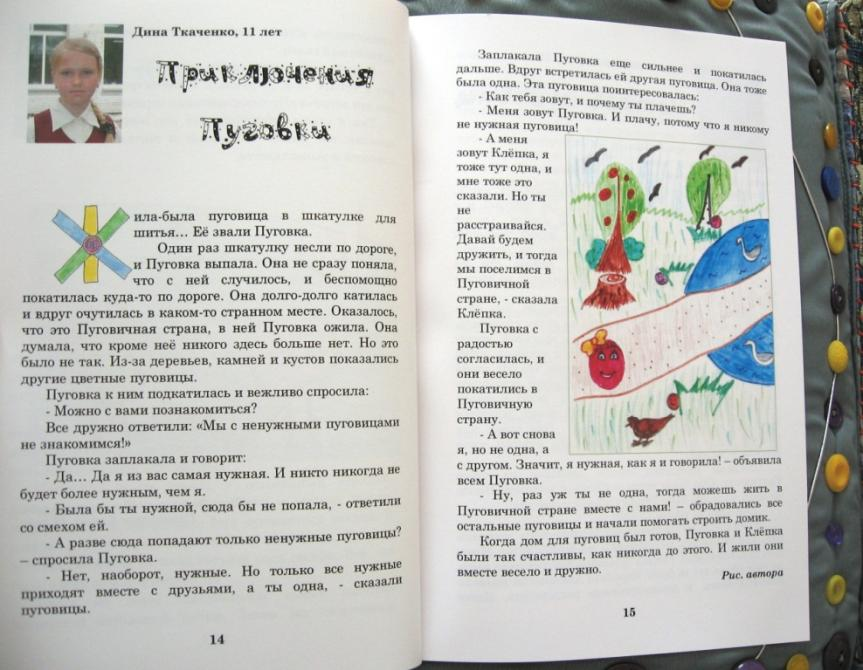 Дина Ткаченко, 11 лет
Приключения
Пуговки
Жила-была пуговица в шкатулке для
шитья... Её звали Пуговка.
Один раз шкатулку несли по дороге,
и Пуговка выпала. Она не сразу поняла,
что с ней случилось, и беспомощно
покатилась куда-то по дороге. Она долго-долго катилась
и вдруг очутилась в каком-то странном месте. Оказалось,
что это Пуговичная страна, в ней Пуговка ожила. Она
думала, что кроме неё никого здесь больше нет. Но это
было не так. Из-за деревьев, камней и кустов показались
другие цветные пуговицы.
Пуговка к ним подкатилась и вежливо спросила:
- Можно с вами познакомиться?
Все дружно ответили: «Мы с ненужными пуговицами
не знакомимся!»
Пуговка заплакала и говорит:
- Да... Да я из вас самая нужная. И никто никогда не
будет более нужным, чем я.
- Была бы ты нужной, сюда бы не попала, - ответили
со смехом ей.
- А разве сюда попадают только ненужные пуговицы?
– спросила Пуговка.
- Нет, наоборот, нужные. Но только все нужные
приходят вместе с друзьями, а ты одна, - сказали
пуговицы.
14
Заплакала Пуговка еще сильнее и покатилась
дальше. Вдруг встретилась ей другая пуговица. Она тоже
была одна. Эта пуговица поинтересовалась:
- Как тебя зовут, и почему ты плачешь?
- Меня зовут Пуговка. И плачу, потому что я никому
не нужная пуговица!
- А меня
зовут Клёпка, я
тоже тут одна, и
мне тоже это
сказали. Но ты
не
расстраивайся.
Давай будем
дружить, и тогда
мы поселимся в
Пуговичной
стране, - сказала
Клёпка.
Пуговка с
радостью
согласилась, и
они весело
покатились в
Пуговичную
страну.
- А вот снова
я, но не одна, а
с другом. Значит, я нужная, как я и говорила! – объявила
всем Пуговка.
- Ну, раз уж ты не одна, тогда можешь жить в
Пуговичной стране вместе с нами! – обрадовались все
остальные пуговицы и начали помогать строить домик.
Когда дом для пуговиц был готов, Пуговка и Клёпка
были так счастливы, как никогда до этого. И жили они
вместе весело и дружно.
Рис. автора
15